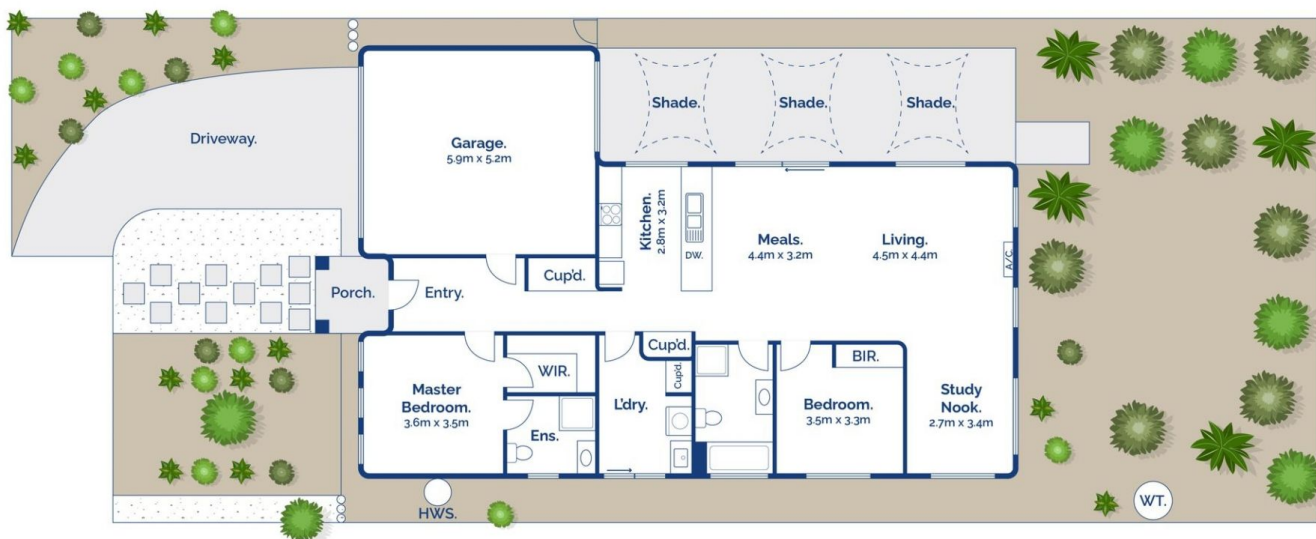 Shade.
Shade.
Shade.
Driveway.
Garage.
5.9m x 5.2m
Kitchen.
2.8m x 3.2m
DW.
Meals.
4.4m x 3.2m
Living.
4.5m x 4.4m
A/C.
Cup'd.
Porch.
Entry.
Cup'd.
Cup'd.
WIR.
BIR.
Master
Bedroom.
3.6m x 3.5m
Ens.
L'dry.
Bedroom.
3.5m x 3.3m
Study
Nook.
2.7m x 3.4m
HWS.
WT.